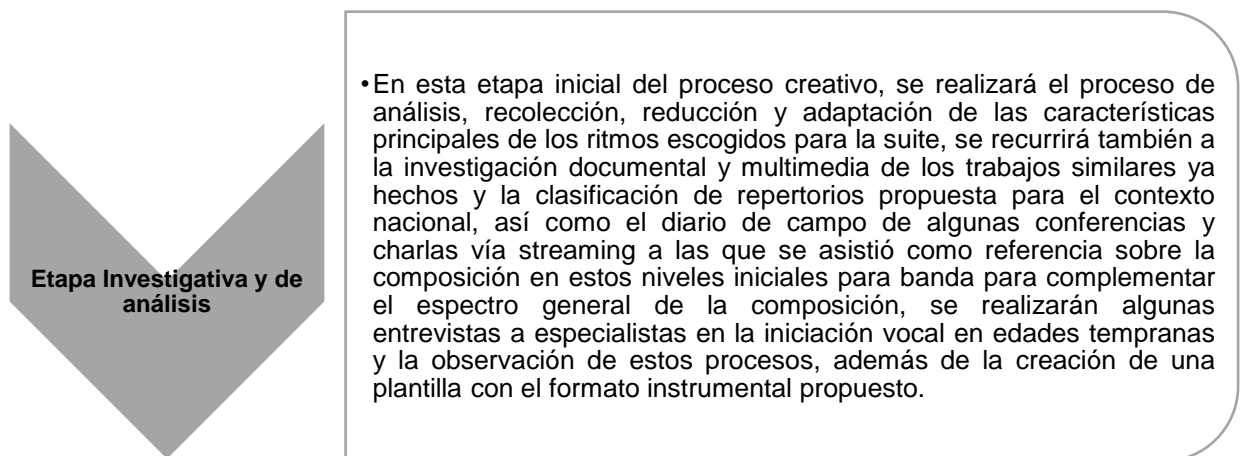 Etapa Investigativa y de
análisis
•En esta etapa inicial del proceso creativo, se realizará el proceso de
análisis, recolección, reducción y adaptación de las características
principales de los ritmos escogidos para la suite, se recurrirá también a
la investigación documental y multimedia de los trabajos similares ya
hechos y la clasificación de repertorios propuesta para el contexto
nacional, así como el diario de campo de algunas conferencias y
charlas vía streaming a las que se asistió como referencia sobre la
composición en estos niveles iniciales para banda para complementar
el espectro general de la composición, se realizarán algunas
entrevistas a especialistas en la iniciación vocal en edades tempranas
y la observación de estos procesos, además de la creación de una
plantilla con el formato instrumental propuesto.